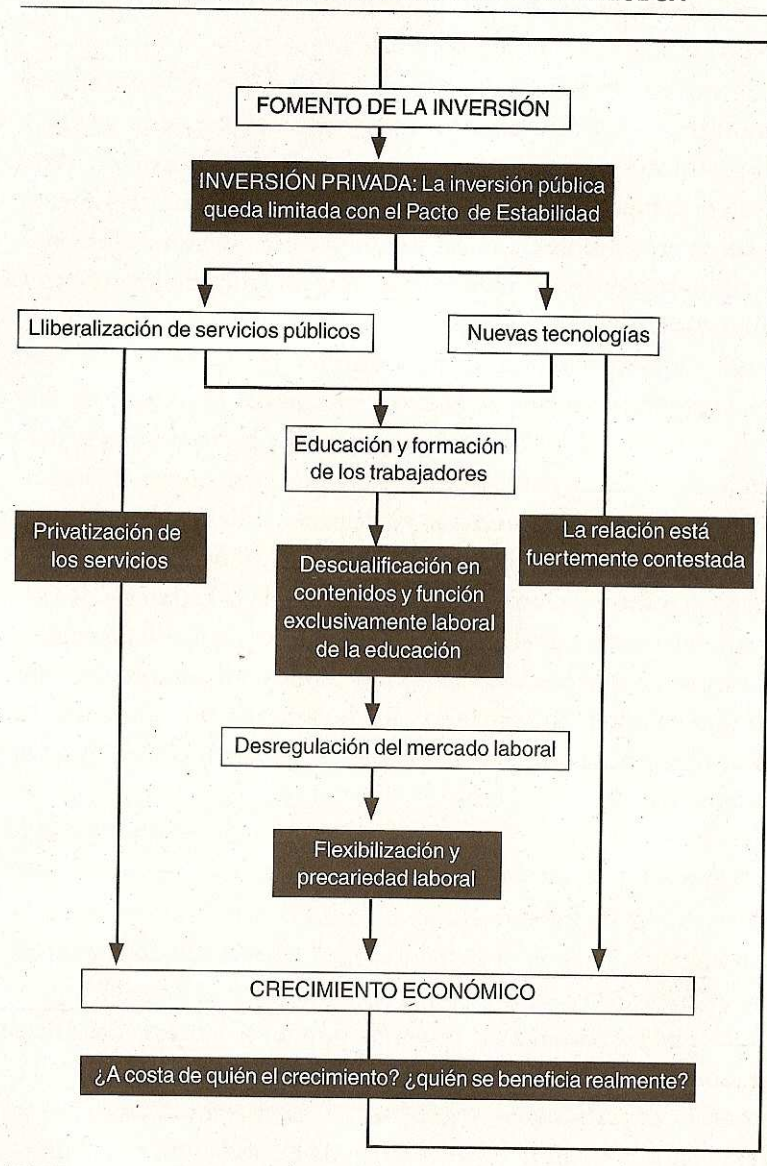 FOMENTO DE LA INVERSIÓN
INVERSIÓN PRIVADA: La inversión pública
queda limitada con el Pacto de Estabilidad
Lliberalización de servicios públicos
Nuevas tecnologías
Educación y formación
de los trabajadores
Privatización de
los servicios
La relación está
fuertemente contestada
Descualificación en
contenidos y función
exclusivamente laboral
de la educación
Desregulación del mercado laboral
Flexibilización y
precariedad laboral
CRECIMIENTO ECONÓMICO
¿A costa de quién el crecimiento? ¿quién se beneficia realmente?